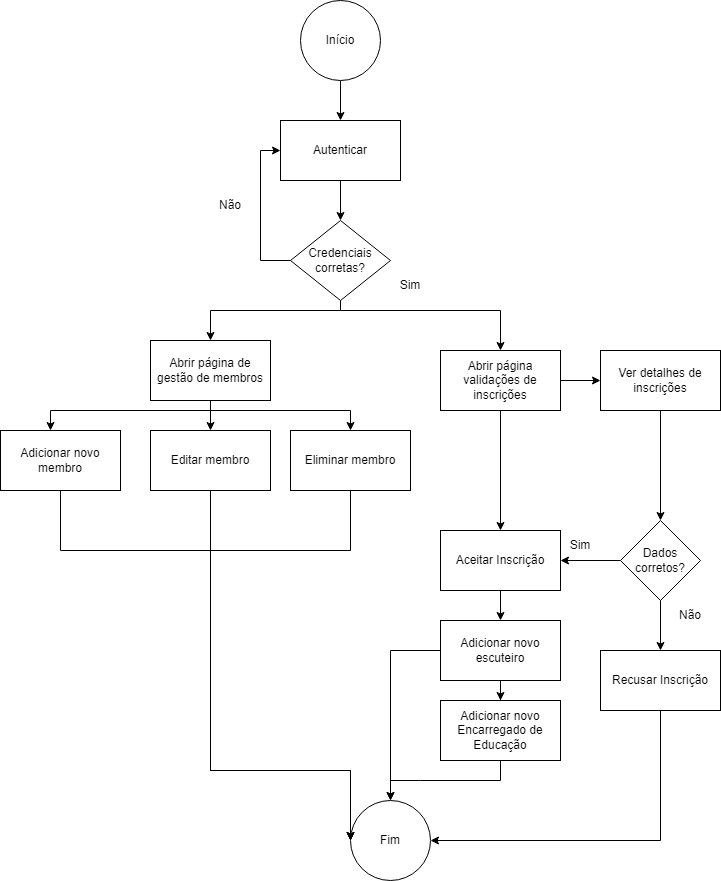 Início
Autenticar
Não
Credenciais
corretas?
Sim
Abrir página de
gestão de membros
Abrir página
validações de
inscrições
Ver detalhes de
inscrições
Adicionar novo
membro
Editar membro
Eliminar membro
Aceitar Inscrição
Sim
Dados
corretos?
Não
Adicionar novo
escuteiro
Recusar Inscrição
Adicionar novo
Encarregado de
Educação
Fim